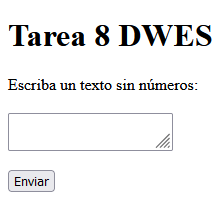 Tarea 8 DWES
Escriba un texto sin números:
Enviar